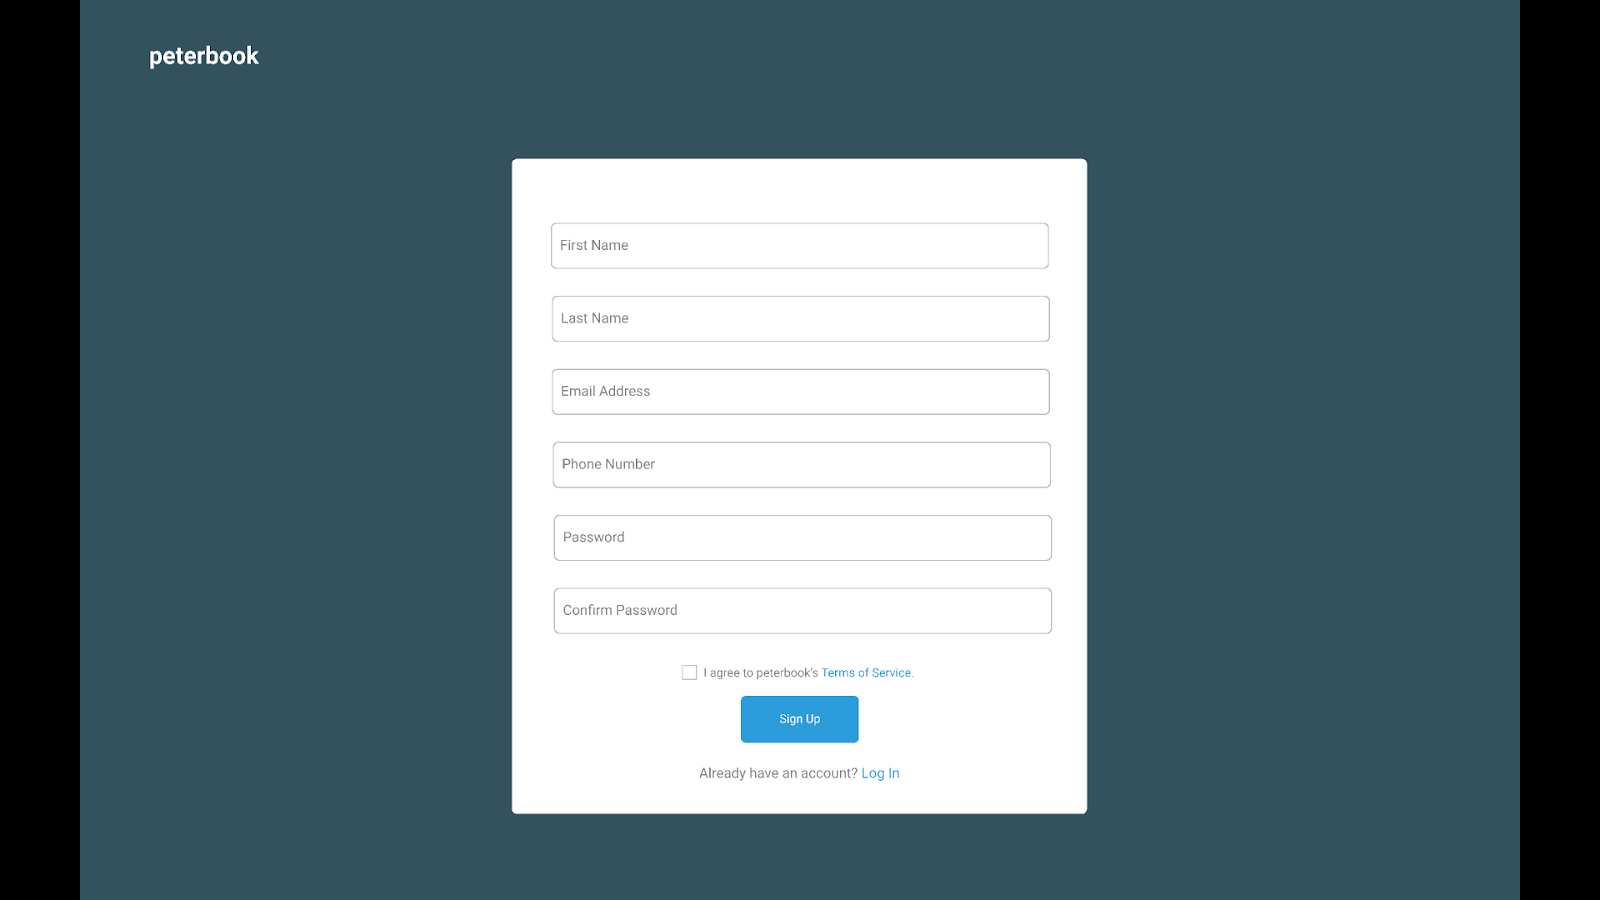 peterbook
First Name
Last Name
Email Address
Phone Number
Password
Confirm Password
I agree to peterbook's Terms of Service.
Sign Up
Already have an account? Log In